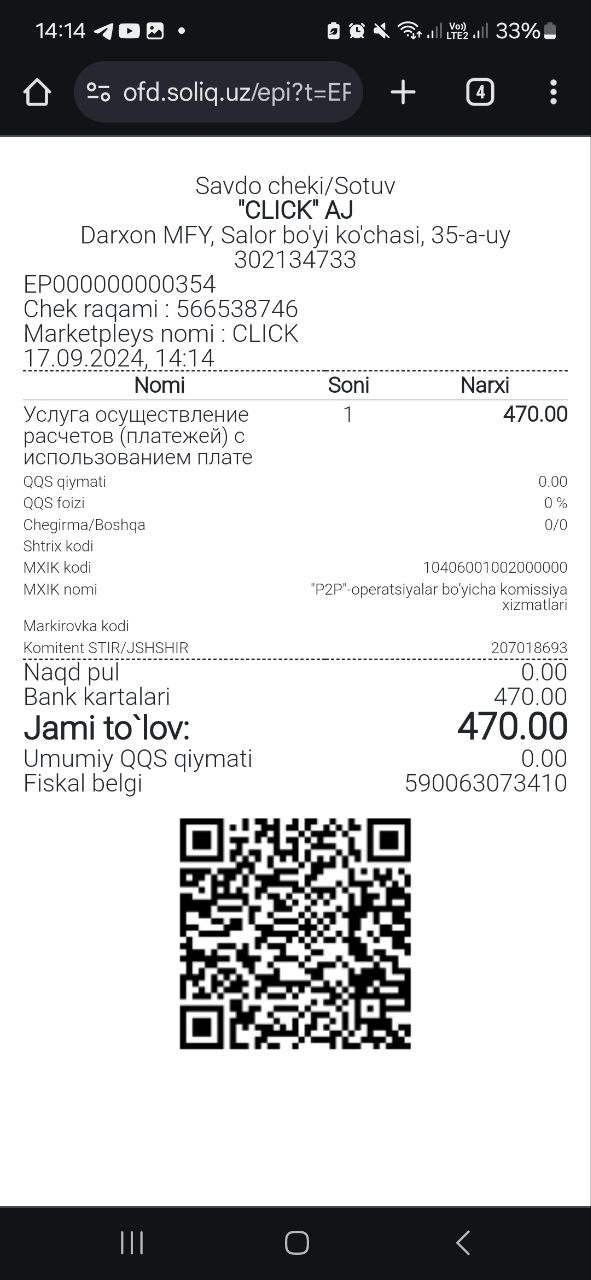 14:14
Vo))
LTE2
33%
ofd.soliq.uz/epi?t=EF
4
Savdo cheki/Sotuv
"CLICK" AJ
Darxon MFY, Salor bo'yi ko'chasi, 35-a-uy
302134733
EP000000000354
Chek raqami : 566538746
Marketpleys nomi : CLICK
17.09.2024, 14:14
Nomi Soni Narxi
Услуга осуществление 1 470.00
расчетов (платежей) с
использованием плате
QQS qiymati 0.00
QQS foizi 0 %
Chegirma/Boshqa 0/0
Shtrix kodi
MXIK kodi 10406001002000000
MXIK nomi "P2P"-operatsiyalar bo’yicha komissiya
xizmatlari
Markirovka kodi
Komitent STIR/JSHSHIR 207018693
Naqd pul 0.00
Bank kartalari 470.00
Jami to`lov: 470.00
Umumiy QQS qiymati 0.00
Fiskal belgi 590063073410